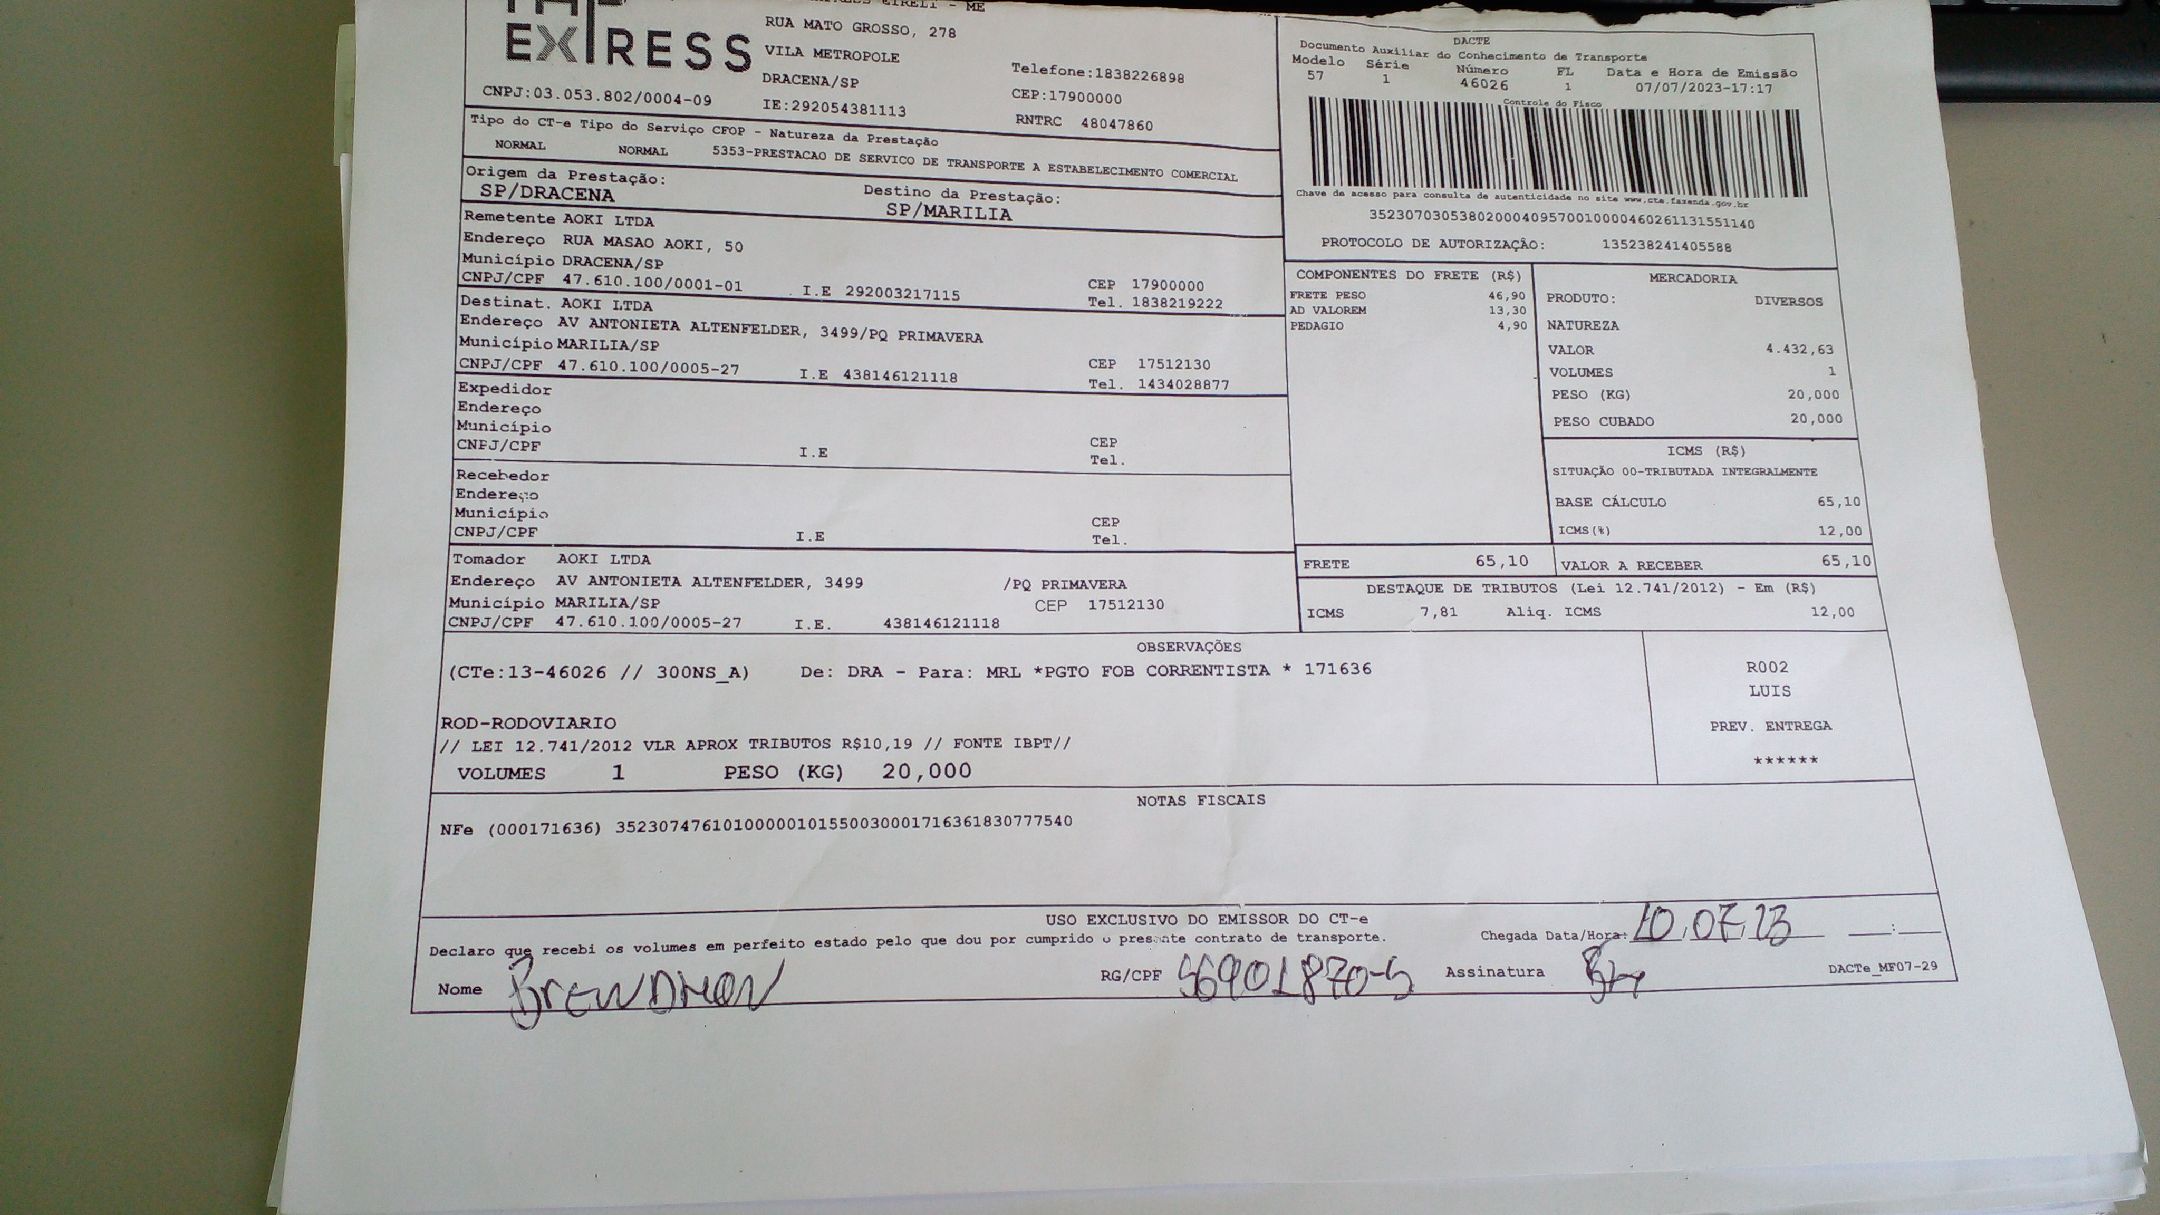 EIRELI - ME
EXPRESS
RUA MATO GROSSO, 278
VILA METROPOLE
DRACENA/SP
Telefone:1838226898
CNPJ:03.053.802/0004-09
IE:292054381113
CEP:17900000
RNTRC 48047860
DACTE
Documento Auxiliar do Conhecimento de Transporte
Modelo Série Número FL Data e Hora de Emissão
57 1 46026 1 07/07/2023-17:17
Controle do Fisco
Chave de acesso para consulta de autenticidade no site www.cte.fazenda.gov.br
35230703053802000409570010000460261131551140
PROTOCOLO DE AUTORIZAÇÃO: 135238241405588
Tipo do CT-e Tipo do Serviço CFOP - Natureza da Prestação
NORMAL NORMAL 5353-PRESTACAO DE SERVICO DE TRANSPORTE A ESTABELECIMENTO COMERCIAL
Origem da Prestação: Destino da Prestação:
SP/DRACENA SP/MARILIA
Remetente AOKI LTDA
Endereço RUA MASAO AOKI, 50
Município DRACENA/SP CEP 17900000
CNPJ/CPF 47.610.100/0001-01 I.E 292003217115 Tel. 1838219222
Destinat. AOKI LTDA
Endereço AV ANTONIETA ALTENFELDER, 3499/PQ PRIMAVERA
Município MARILIA/SP CEP 17512130
CNPJ/CPF 47.610.100/0005-27 I.E 438146121118 Tel. 1434028877
Expedidor
Endereço
Município CEP
CNPJ/CPF I.E Tel.
Recebedor
Endereço
Município CEP
CNPJ/CPF I.E Tel.
Tomador AOKI LTDA
Endereço AV ANTONIETA ALTENFELDER, 3499 /PQ PRIMAVERA
Município MARILIA/SP CEP 17512130
CNPJ/CPF 47.610.100/0005-27 I.E. 438146121118
COMPONENTES DO FRETE (R$)
FRETE PESO 46,90
AD VALOREM 13,30
PEDAGIO 4,90
MERCADORIA
PRODUTO: DIVERSOS
NATUREZA
VALOR 4.432,63
VOLUMES 1
PESO (KG) 20,000
PESO CUBADO 20,000
ICMS (R$)
SITUAÇÃO 00-TRIBUTADA INTEGRALMENTE
BASE CÁLCULO 65,10
ICMS(%) 12,00
FRETE 65,10 VALOR A RECEBER 65,10
DESTAQUE DE TRIBUTOS (Lei 12.741/2012) - Em (R$)
ICMS 7,81 Aliq. ICMS 12,00
OBSERVAÇÕES
(CTe:13-46026 // 300NS_A) De: DRA - Para: MRL *PGTO FOB CORRENTISTA * 171636
ROD-RODOVIARIO
// LEI 12.741/2012 VLR APROX TRIBUTOS R$10,19 // FONTE IBPT//
VOLUMES 1 PESO (KG) 20,000
R002
LUIS
PREV. ENTREGA
******
NOTAS FISCAIS
NFe (000171636) 35230747610100000101550030001716361830777540
USO EXCLUSIVO DO EMISSOR DO CT-e
Declaro que recebi os volumes em perfeito estado pelo que dou por cumprido o presente contrato de transporte.
Chegada Data/Hora: 10.07.23 __:__
Nome RG/CPF 56901870-5 Assinatura DACTe_MF07-29